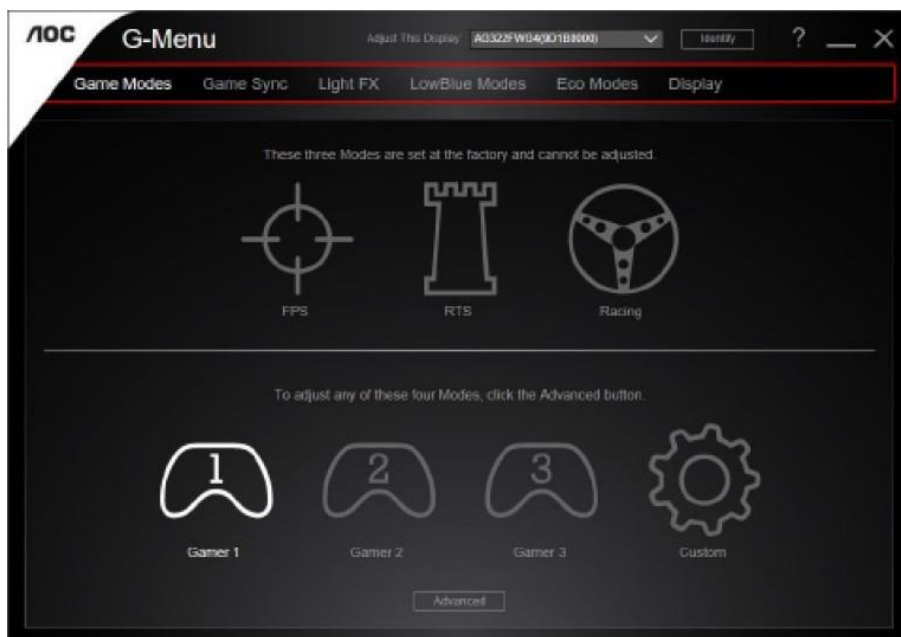 AOC G-Menu Adjust This Display: AG322FWG4(9D1B0000) Identify ?
Game Modes Game Sync Light FX LowBlue Modes Eco Modes Display
These three Modes are set at the factory and cannot be adjusted.
FPS RTS Racing
To adjust any of these four Modes, click the Advanced button.
1 2 3
Gamer 1 Gamer 2 Gamer 3 Custom
Advanced